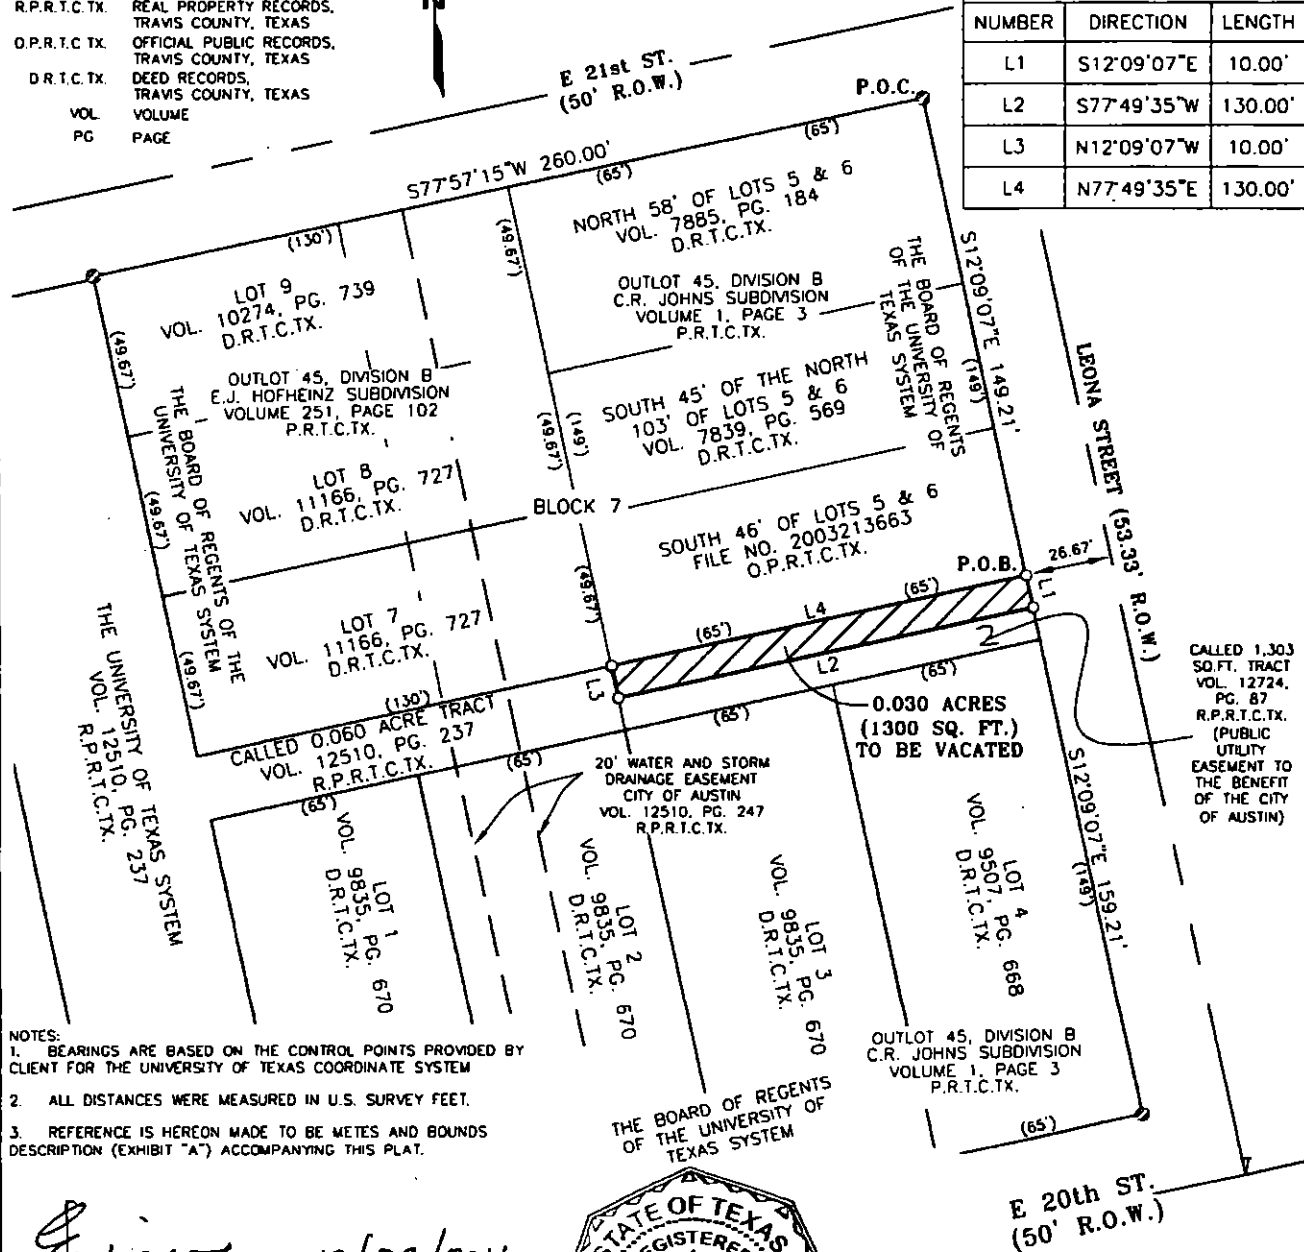 R.P.R.T.C.TX. REAL PROPERTY RECORDS,
TRAVIS COUNTY, TEXAS
O.P.R.T.C TX. OFFICIAL PUBLIC RECORDS,
TRAVIS COUNTY, TEXAS
D.R.T.C.TX. DEED RECORDS,
TRAVIS COUNTY, TEXAS
VOL VOLUME
PG PAGE
N
NUMBER DIRECTION LENGTH
L1 S12°09'07"E 10.00'
L2 S77°49'35"W 130.00'
L3 N12°09'07"W 10.00'
L4 N77°49'35"E 130.00'
E 21st ST.
(50' R.O.W.)
P.O.C.
S77°57'15"W 260.00'
(65')
(65')
(130')
(49.67')
NORTH 58' OF LOTS 5 & 6
VOL. 7885, PG. 184
D.R.T.C.TX.
OUTLOT 45, DIVISION B
C.R. JOHNS SUBDIVISION
VOLUME 1, PAGE 3
P.R.T.C.TX.
THE BOARD OF REGENTS
OF THE UNIVERSITY OF
TEXAS SYSTEM
S12°09'07"E 149.21'
(149')
LEONA STREET (53.33' R.O.W.)
LOT 9
VOL. 10274, PG. 739
D.R.T.C.TX.
(49.67')
OUTLOT 45, DIVISION B
E.J. HOFHEINZ SUBDIVISION
VOLUME 251, PAGE 102
P.R.T.C.TX.
THE BOARD OF REGENTS OF THE
UNIVERSITY OF TEXAS SYSTEM
SOUTH 45' OF THE NORTH
103' OF LOTS 5 & 6
VOL. 7839, PG. 569
D.R.T.C.TX.
(149')
(49.67')
LOT 8
VOL. 11166, PG. 727
D.R.T.C.TX.
(49.67')
BLOCK 7
SOUTH 46' OF LOTS 5 & 6
FILE NO. 2003213663
O.P.R.T.C.TX.
P.O.B.
26.67'
L1
(49.67')
(65')
L4
(65')
L2
L3
(65')
(65')
LOT 7
VOL. 11166, PG. 727
D.R.T.C.TX.
(49.67')
(130')
CALLED 0.060 ACRE TRACT
VOL. 12510, PG. 237
R.P.R.T.C.TX.
(65')
(65')
THE UNIVERSITY OF TEXAS SYSTEM
VOL. 12510, PG. 237
R.P.R.T.C.TX.
0.030 ACRES
(1300 SQ. FT.)
TO BE VACATED
CALLED 1,303
SQ.FT. TRACT
VOL. 12724,
PG. 87
R.P.R.T.C.TX.
(PUBLIC
UTILITY
EASEMENT TO
THE BENEFIT
OF THE CITY
OF AUSTIN)
20' WATER AND STORM
DRAINAGE EASEMENT
CITY OF AUSTIN
VOL. 12510, PG. 247
R.P.R.T.C.TX.
S12°09'07"E 159.21'
(149')
LOT 1
VOL. 9835, PG. 670
D.R.T.C.TX.
LOT 2
VOL. 9835, PG. 670
D.R.T.C.TX.
LOT 3
VOL. 9835, PG. 670
D.R.T.C.TX.
LOT 4
VOL. 9507, PG. 668
D.R.T.C.TX.
OUTLOT 45, DIVISION B
C.R. JOHNS SUBDIVISION
VOLUME 1, PAGE 3
P.R.T.C.TX.
THE BOARD OF REGENTS
OF THE UNIVERSITY OF
TEXAS SYSTEM
(65')
E 20th ST.
(50' R.O.W.)
NOTES:
1. BEARINGS ARE BASED ON THE CONTROL POINTS PROVIDED BY
CLIENT FOR THE UNIVERSITY OF TEXAS COORDINATE SYSTEM
2. ALL DISTANCES WERE MEASURED IN U.S. SURVEY FEET.
3. REFERENCE IS HEREON MADE TO BE METES AND BOUNDS
DESCRIPTION (EXHIBIT "A") ACCOMPANYING THIS PLAT.
STATE OF TEXAS
REGISTERED